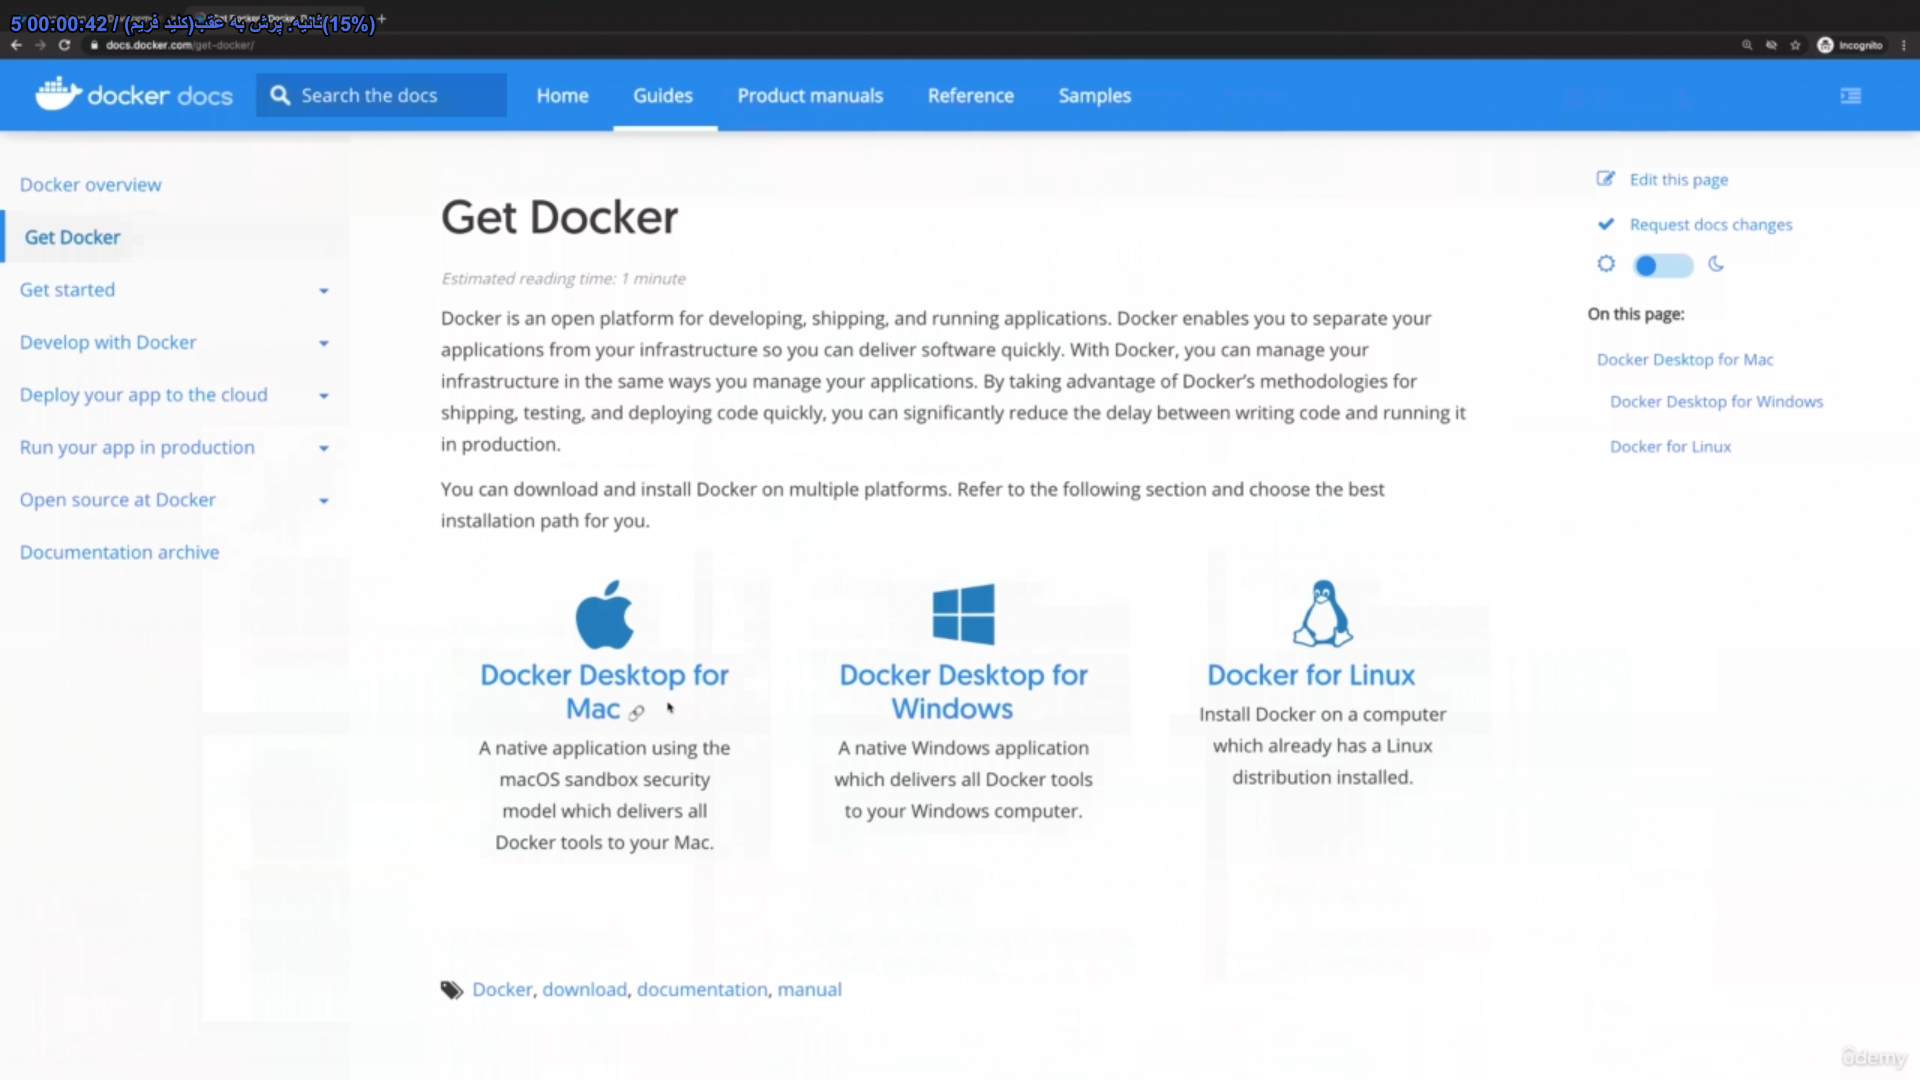 5 00:00:42 / (15%)ثانیه. پرش به عقب(کلید فریم)
docs.docker.com/get-docker/
Incognito
docker docs
Search the docs
Home
Guides
Product manuals
Reference
Samples
Docker overview
Get Docker
Get started
Develop with Docker
Deploy your app to the cloud
Run your app in production
Open source at Docker
Documentation archive
Get Docker
Estimated reading time: 1 minute
Docker is an open platform for developing, shipping, and running applications. Docker enables you to separate your
applications from your infrastructure so you can deliver software quickly. With Docker, you can manage your
infrastructure in the same ways you manage your applications. By taking advantage of Docker’s methodologies for
shipping, testing, and deploying code quickly, you can significantly reduce the delay between writing code and running it
in production.
You can download and install Docker on multiple platforms. Refer to the following section and choose the best
installation path for you.
Docker Desktop for
Mac
A native application using the
macOS sandbox security
model which delivers all
Docker tools to your Mac.
Docker Desktop for
Windows
A native Windows application
which delivers all Docker tools
to your Windows computer.
Docker for Linux
Install Docker on a computer
which already has a Linux
distribution installed.
Docker, download, documentation, manual
Edit this page
Request docs changes
On this page:
Docker Desktop for Mac
Docker Desktop for Windows
Docker for Linux
ûdemy